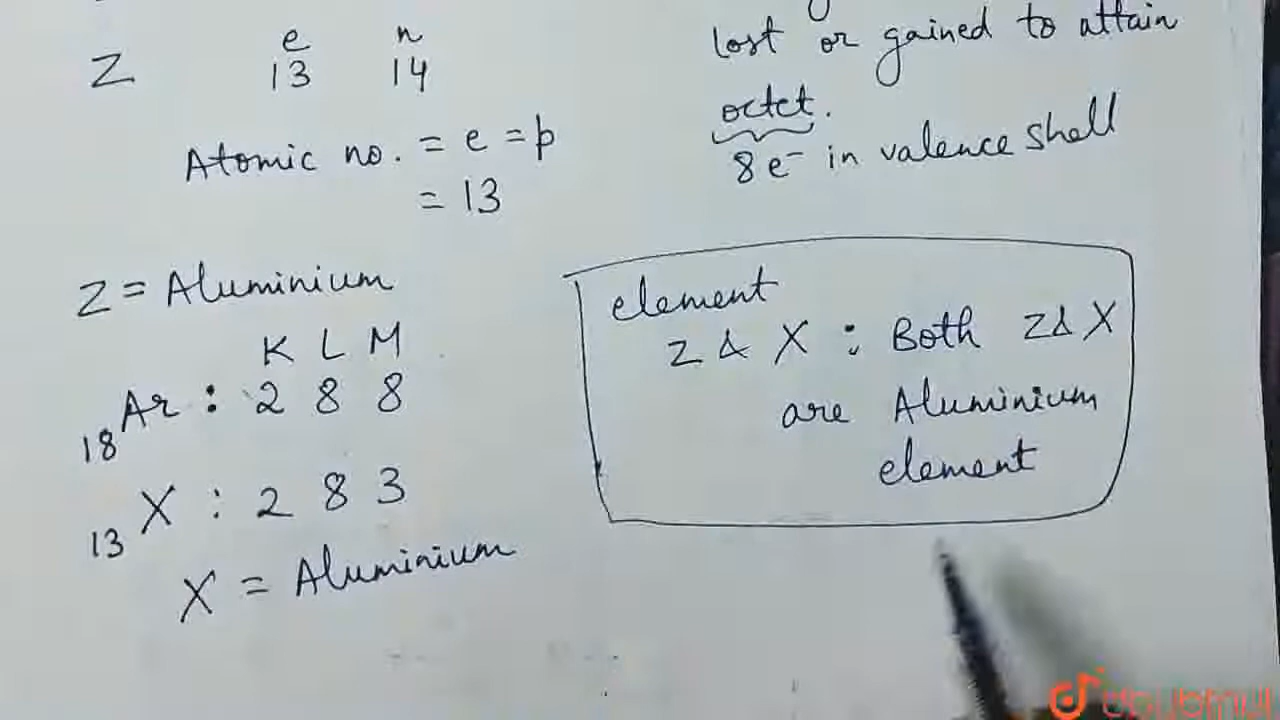 e n
Z 13 14
Atomic no. = e = p
= 13
Z = Aluminium
K L M
18Ar : 2 8 8
13X : 2 8 3
X = Aluminium
lost or gained to attain
octet.
8 e⁻ in valence shell
element
Z & X : Both Z & X
are Aluminium
element